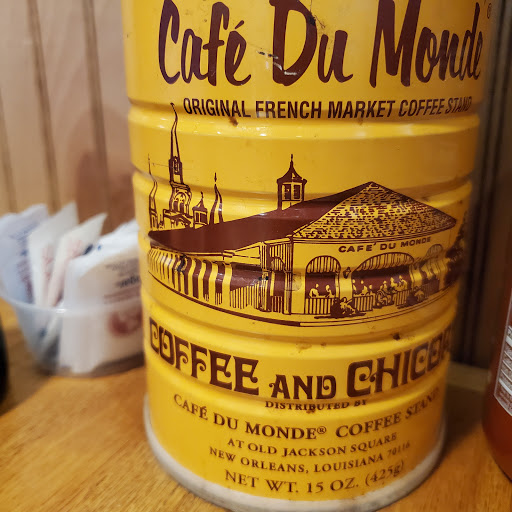 Café Du Monde®
ORIGINAL FRENCH MARKET COFFEE STAND
CAFE DU MONDE
COFFEE AND CHICO
DISTRIBUTED BY
CAFÉ DU MONDE® COFFEE STAND
AT OLD JACKSON SQUARE
NEW ORLEANS, LOUISIANA 70116
NET WT. 15 OZ. (425g)